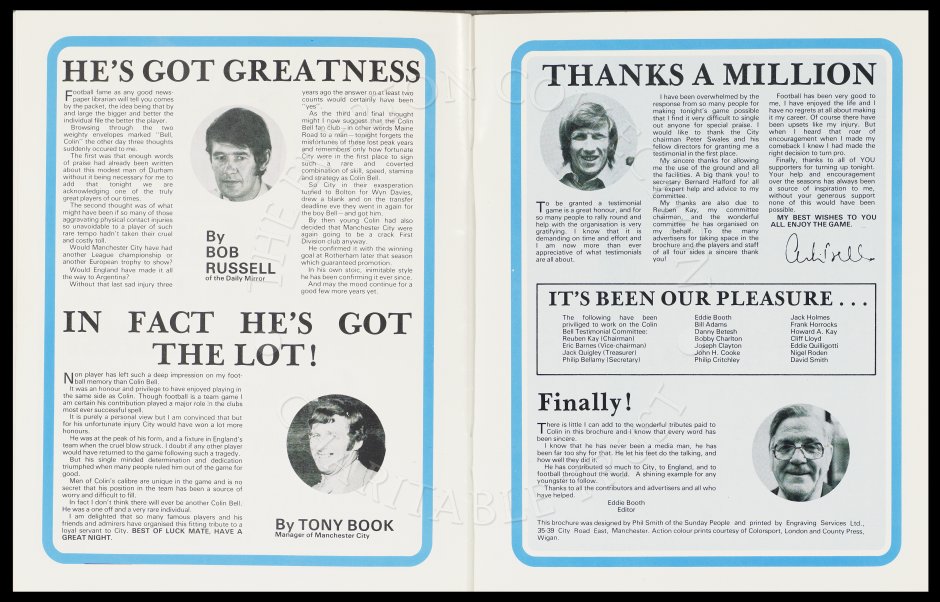 HE'S GOT GREATNESS
Football fame as any good news-
paper librarian will tell you comes
by the packet, the idea being that by
and large the bigger and better the
individual file the better the player.
Browsing through the two
weighty envelopes marked "Bell,
Colin" the other day three thoughts
suddenly occured to me.
The first was that enough words
of praise had already been written
about this modest man of Durham
without it being necessary for me to
add that tonight we are
acknowledging one of the truly
great players of our times.
The second thought was of what
might have been if so many of those
aggravating physical contact injuries
so unavoidable to a player of such
rare tempo hadn't taken their cruel
and costly toll.
Would Manchester City have had
another League championship or
another European trophy to show?
Would England have made it all
the way to Argentina?
Without that last sad injury three
By
BOB
RUSSELL
of the Daily Mirror
years ago the answer on at least two
counts would certainly have been
"yes".
As the third and final thought
might I now suggest that the Colin
Bell fan club — in other words Maine
Road to a man — tonight forgets the
misfortunes of those lost peak years
and remembers only how fortunate
City were in the first place to sign
such a rare and coverted
combination of skill, speed, stamina
and strategy as Colin Bell.
So City in their exasperation
turned to Bolton for Wyn Davies,
drew a blank and on the transfer
deadline eve they went in again for
the boy Bell — and got him.
By then young Colin had also
decided that Manchester City were
again going to be a crack First
Division club anyway.
He confirmed it with the winning
goal at Rotherham later that season
which guaranteed promotion.
In his own stoic, inimitable style
he has been confirming it ever since.
And may the mood continue for a
good few more years yet.
IN FACT HE'S GOT
THE LOT!
Non player has left such a deep impression on my foot-
ball memory than Colin Bell.
It was an honour and privilege to have enjoyed playing in
the same side as Colin. Though football is a team game I
am certain his contribution played a major role in the clubs
most ever successful spell.
It is purely a personal view but I am convinced that but
for his unfortunate injury City would have won a lot more
honours.
He was at the peak of his form, and a fixture in England's
team when the cruel blow struck. I doubt if any other player
would have returned to the game following such a tragedy.
But his single minded determination and dedication
triumphed when many people ruled him out of the game for
good.
Men of Colin's calibre are unique in the game and is no
secret that his position in the team has been a source of
worry and difficult to fill.
In fact I don't think there will ever be another Colin Bell.
He was a one off and a very rare individual.
I am delighted that so many famous players and his
friends and admirers have organised this fitting tribute to a
loyal servant to City. BEST OF LUCK MATE, HAVE A
GREAT NIGHT.
By TONY BOOK
Manager of Manchester City
THANKS A MILLION
To be granted a testimonial
game is a great honour, and for
so many people to rally round and
help with the organisation is very
gratifying. I know that it is
demanding on time and effort and
I am now more than ever
appreciative of what testimonials
are all about.
I have been overwhelmed by the
response from so many people for
making tonight's game possible
that I find it very difficult to single
out anyone for special praise. I
would like to thank the City
chairman Peter Swales and his
fellow directors for granting me a
testimonial in the first place.
My sincere thanks for allowing
me the use of the ground and all
the facilities. A big thank you! to
secretary Bernard Halford for all
his expert help and advice to my
committee.
My thanks are also due to
Reuben Kay, my committee
chairman, and the wonderful
committee he has organised on
my behalf. To the many
advertisers for taking space in the
brochure and the players and staff
of all four sides a sincere thank
you!
Football has been very good to
me, I have enjoyed the life and I
have no regrets at all about making
it my career. Of course there have
been upsets like my injury. But
when I heard that roar of
encouragement when I made my
comeback I knew I had made the
right decision to turn pro.
Finally, thanks to all of YOU
supporters for turning up tonight.
Your help and encouragement
over the seasons has always been
a source of inspiration to me,
without your generous support
none of this would have been
possible.
MY BEST WISHES TO YOU
ALL. ENJOY THE GAME.
Colin Bell
IT'S BEEN OUR PLEASURE . . .
The following have been
priviliged to work on the Colin
Bell Testimonial Committee:
Reuben Kay (Chairman)
Eric Barnes (Vice-chairman)
Jack Quigley (Treasurer)
Philip Bellamy (Secretary)
Eddie Booth
Bill Adams
Danny Betesh
Bobby Charlton
Joseph Clayton
John H. Cooke
Philip Critchley
Jack Holmes
Frank Horrocks
Howard A. Kay
Cliff Lloyd
Eddie Quilligotti
Nigel Roden
David Smith
Finally!
There is little I can add to the wonderful tributes paid to
Colin in this brochure and I know that every word has
been sincere.
I know that he has never been a media man, he has
been far too shy for that. He let his feet do the talking, and
how well they did it.
He has contributed so much to City, to England, and to
football throughout the world. A shining example for any
youngster to follow.
Thanks to all the contributors and advertisers and all who
have helped.
Eddie Booth
Editor
This brochure was designed by Phil Smith of the Sunday People and printed by Engraving Services Ltd.,
35-39 City Road East, Manchester. Action colour prints courtesy of Colorsport, London and County Press,
Wigan.